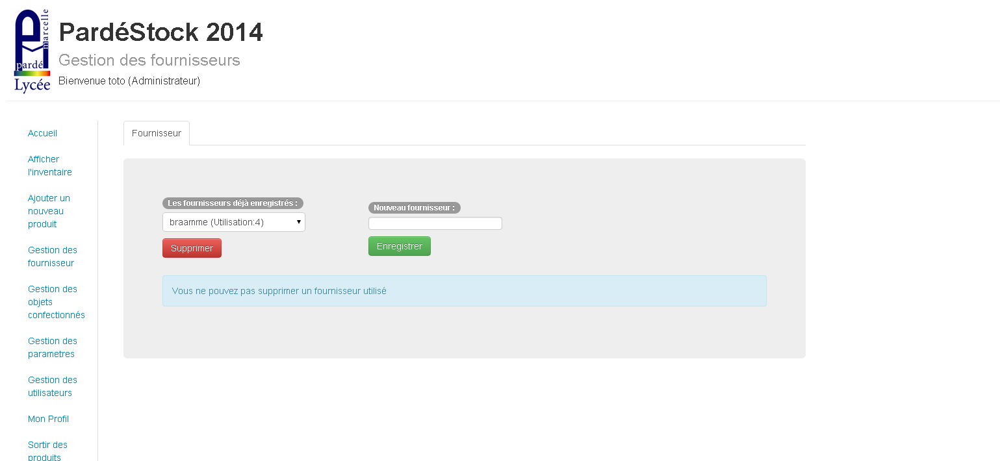 marcelle
pardé
Lycée
PardéStock 2014
Gestion des fournisseurs
Bienvenue toto (Administrateur)
Accueil
Afficher
l'inventaire
Ajouter un
nouveau
produit
Gestion des
fournisseur
Gestion des
objets
confectionnés
Gestion des
parametres
Gestion des
utilisateurs
Mon Profil
Sortir des
produits
Fournisseur
Les fournisseurs déjà enregistrés :
braamme (Utilisation:4)
Supprimer
Nouveau fournisseur :
Enregistrer
Vous ne pouvez pas supprimer un fournisseur utilisé